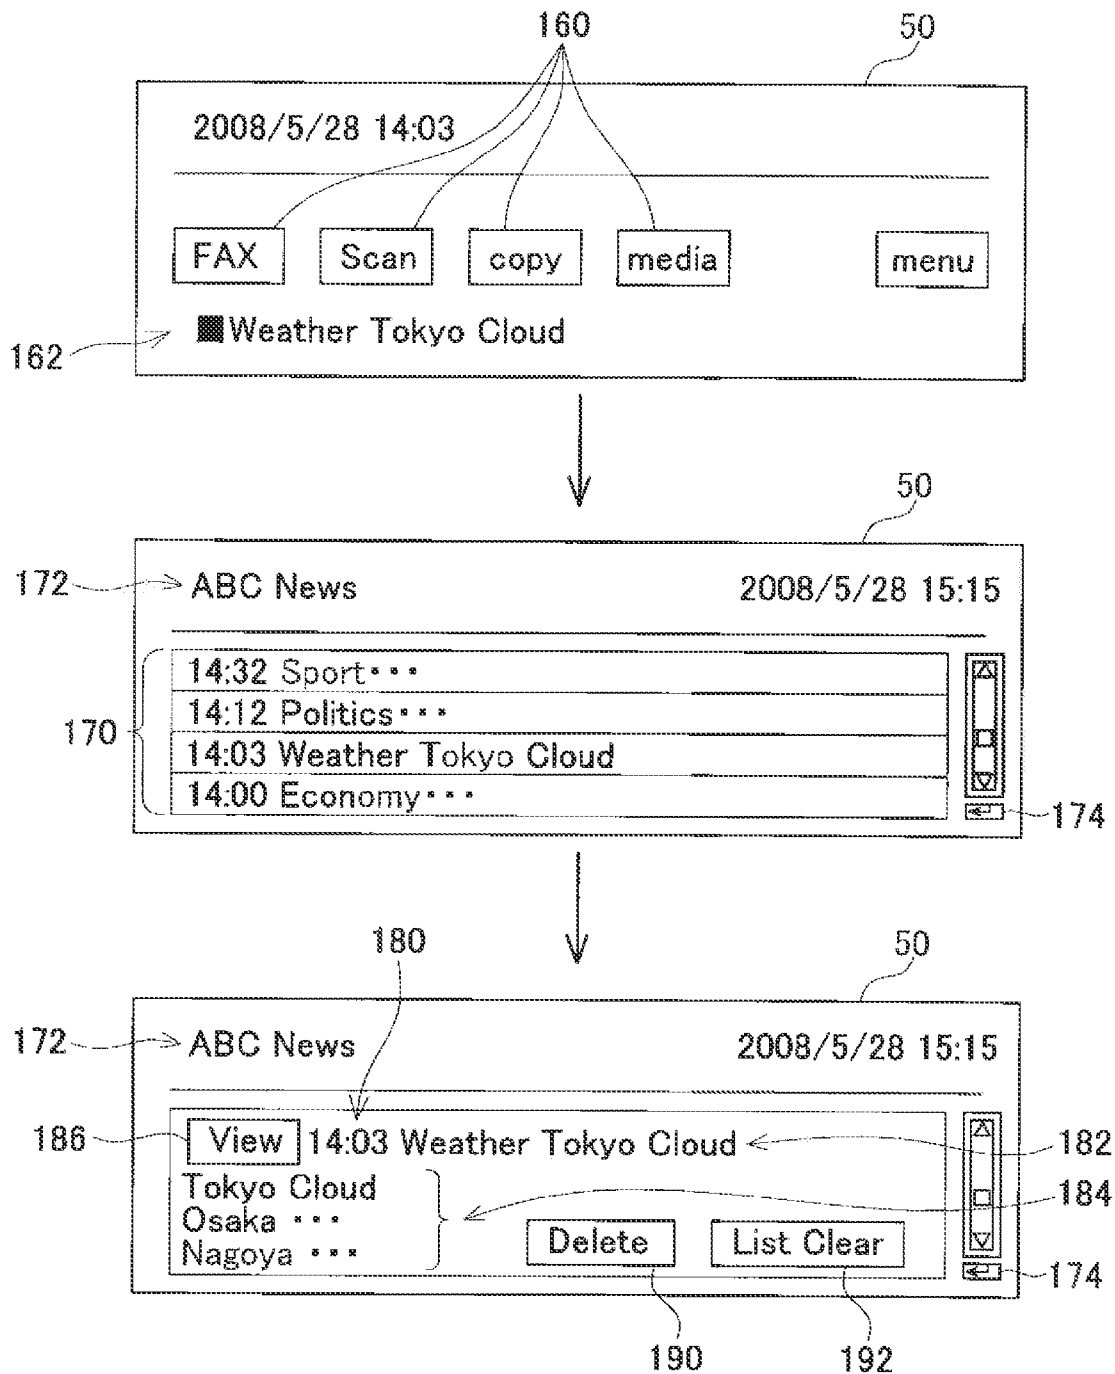 160
50
2008/5/28 14:03
FAX Scan copy media menu
162
Weather Tokyo Cloud
50
172
ABC News 2008/5/28 15:15
170
14:32 Sport・・・
14:12 Politics・・・
14:03 Weather Tokyo Cloud
14:00 Economy・・・
174
180
50
172
ABC News 2008/5/28 15:15
186
View 14:03 Weather Tokyo Cloud
182
Tokyo Cloud
184
Osaka ・・・
Nagoya ・・・
Delete List Clear
174
190
192